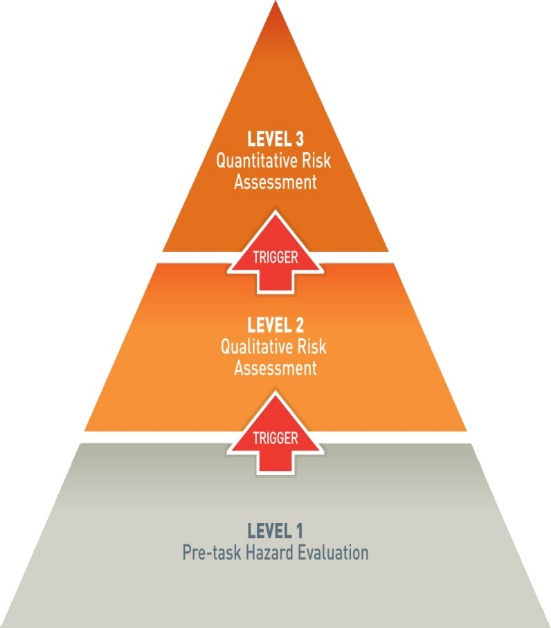 LEVEL 3
Quantitative Risk
Assessment
TRIGGER
LEVEL 2
Qualitative Risk
Assessment
TRIGGER
LEVEL 1
Pre-task Hazard Evaluation